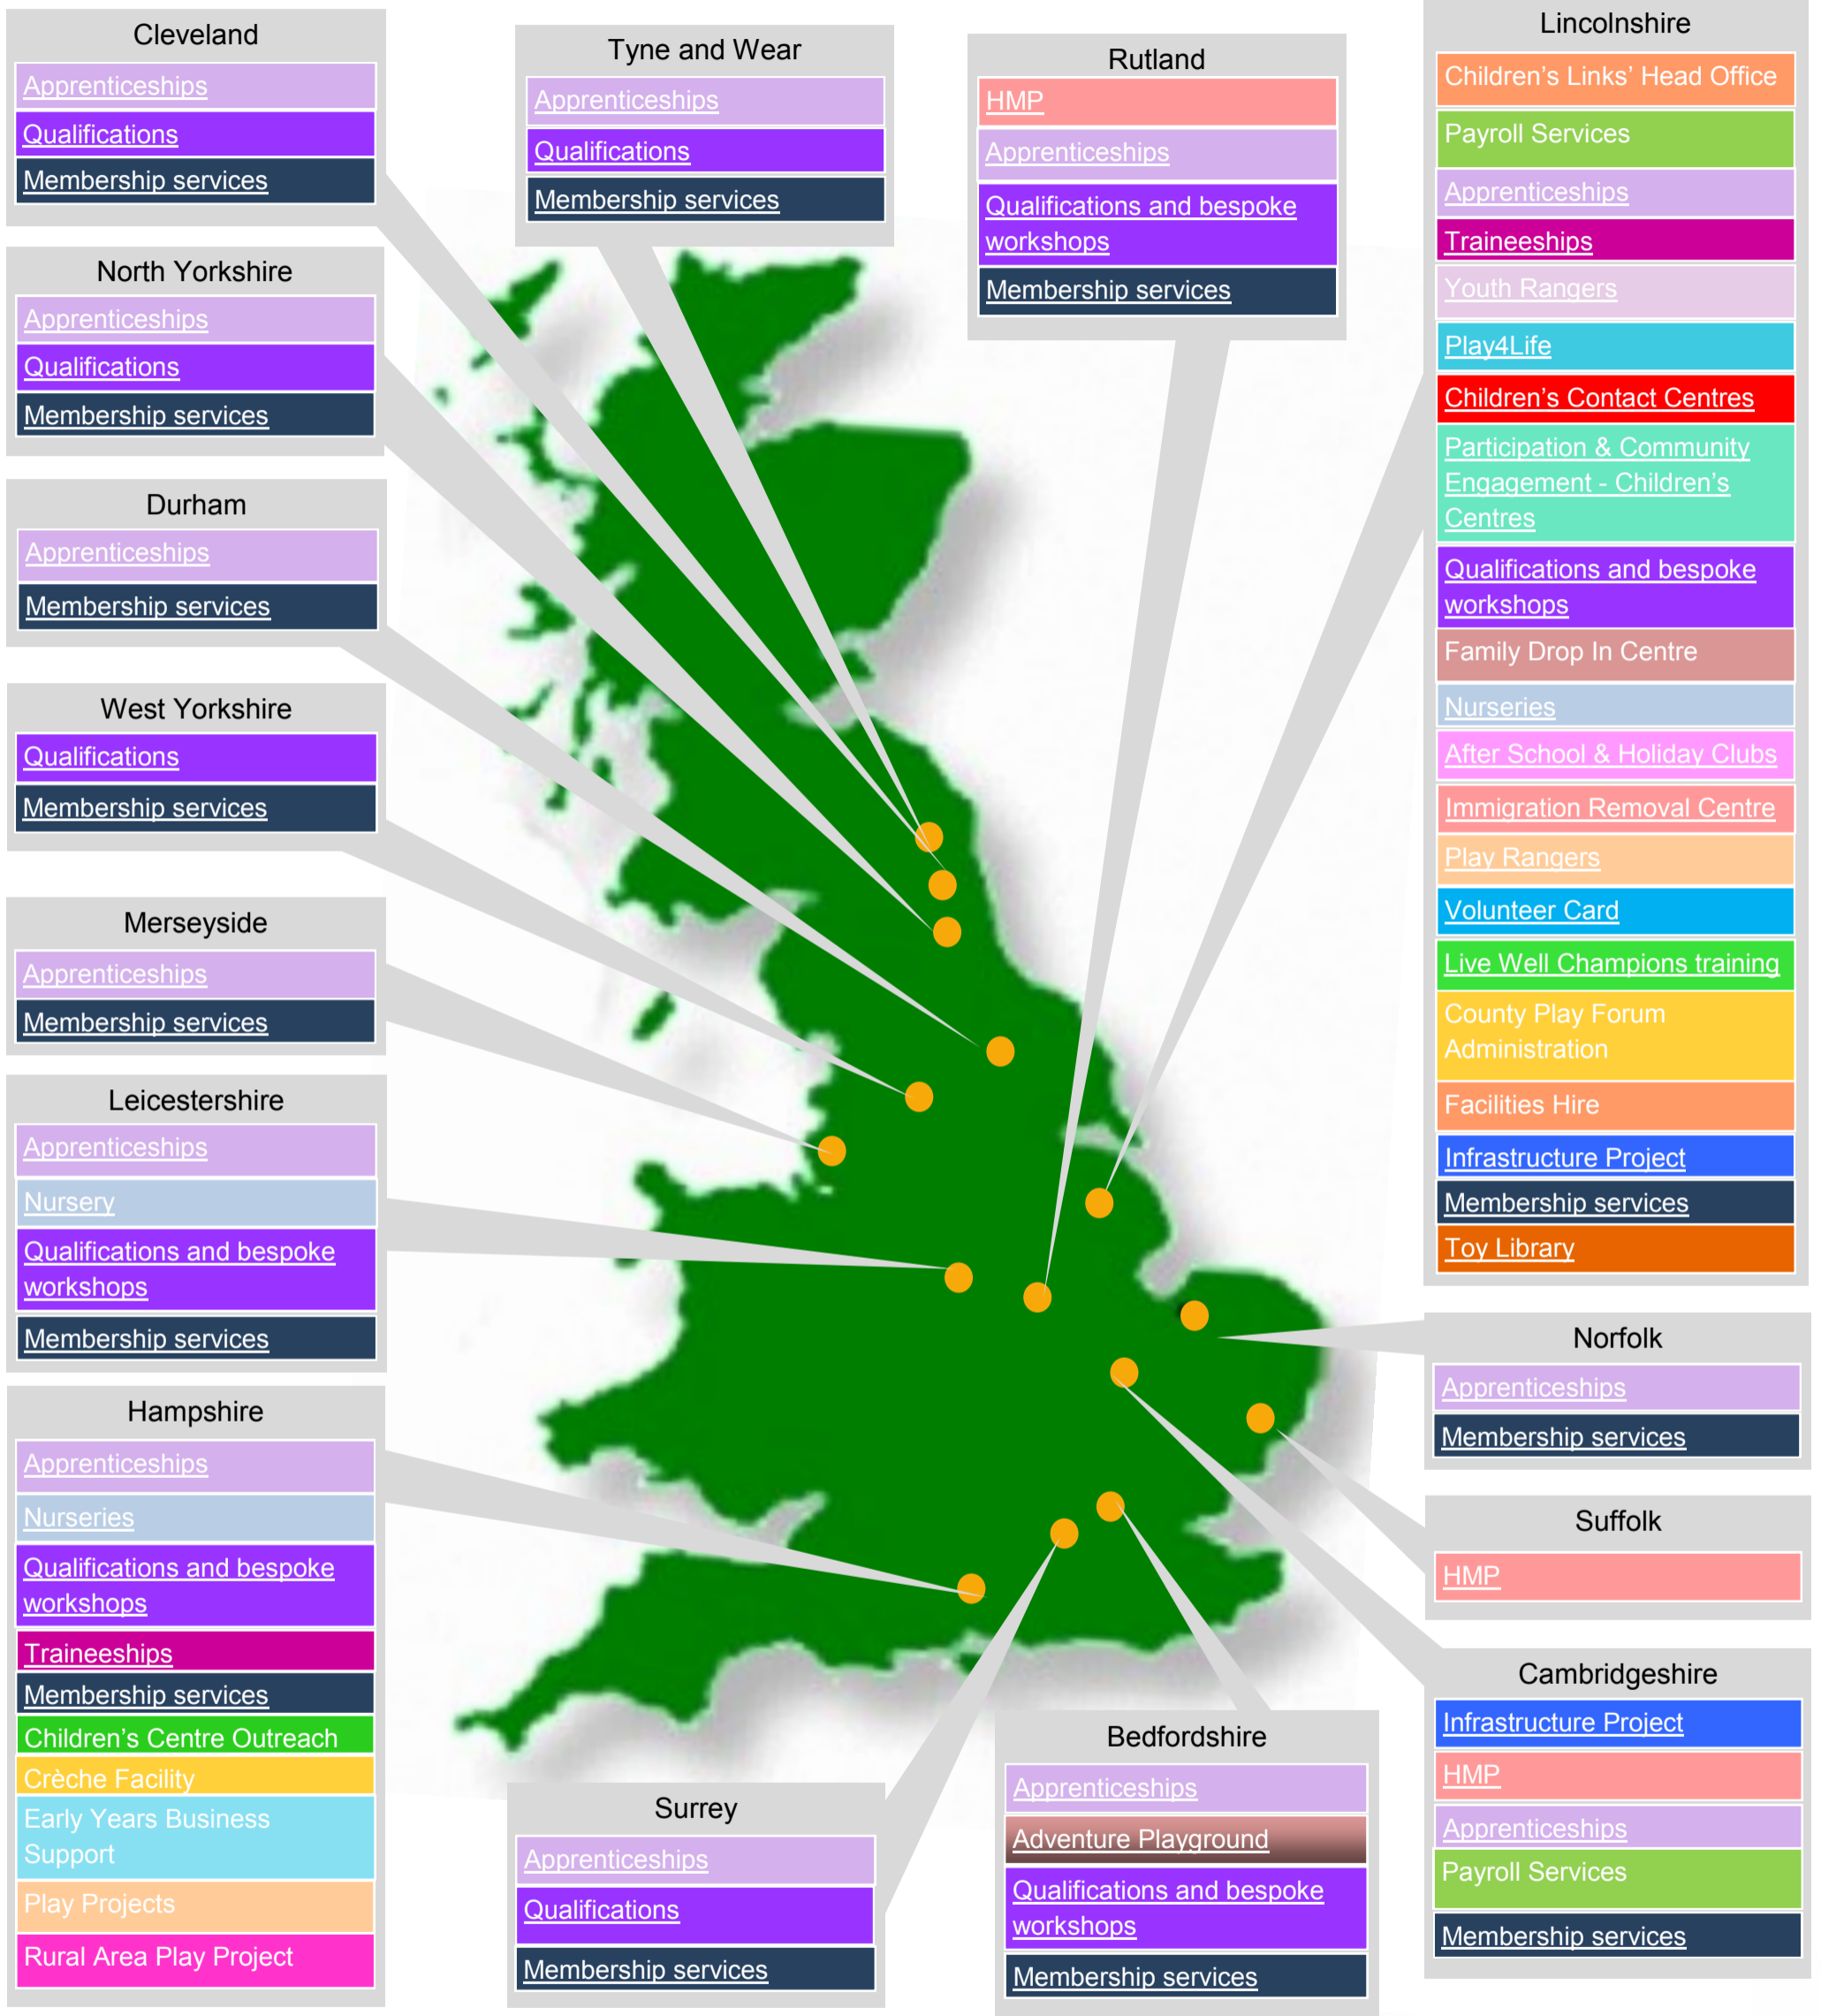 Cleveland
Apprenticeships
Qualifications
Membership services
North Yorkshire
Apprenticeships
Qualifications
Membership services
Durham
Apprenticeships
Membership services
West Yorkshire
Qualifications
Membership services
Merseyside
Apprenticeships
Membership services
Leicestershire
Apprenticeships
Nursery
Qualifications and bespoke
workshops
Membership services
Hampshire
Apprenticeships
Nurseries
Qualifications and bespoke
workshops
Traineeships
Membership services
Children’s Centre Outreach
Crèche Facility
Early Years Business
Support
Play Projects
Rural Area Play Project
Tyne and Wear
Apprenticeships
Qualifications
Membership services
Surrey
Apprenticeships
Qualifications
Membership services
Rutland
HMP
Apprenticeships
Qualifications and bespoke
workshops
Membership services
Bedfordshire
Apprenticeships
Adventure Playground
Qualifications and bespoke
workshops
Membership services
Lincolnshire
Children’s Links’ Head Office
Payroll Services
Apprenticeships
Traineeships
Youth Rangers
Play4Life
Children’s Contact Centres
Participation & Community
Engagement - Children’s
Centres
Qualifications and bespoke
workshops
Family Drop In Centre
Nurseries
After School & Holiday Clubs
Immigration Removal Centre
Play Rangers
Volunteer Card
Live Well Champions training
County Play Forum
Administration
Facilities Hire
Infrastructure Project
Membership services
Toy Library
Norfolk
Apprenticeships
Membership services
Suffolk
HMP
Cambridgeshire
Infrastructure Project
HMP
Apprenticeships
Payroll Services
Membership services